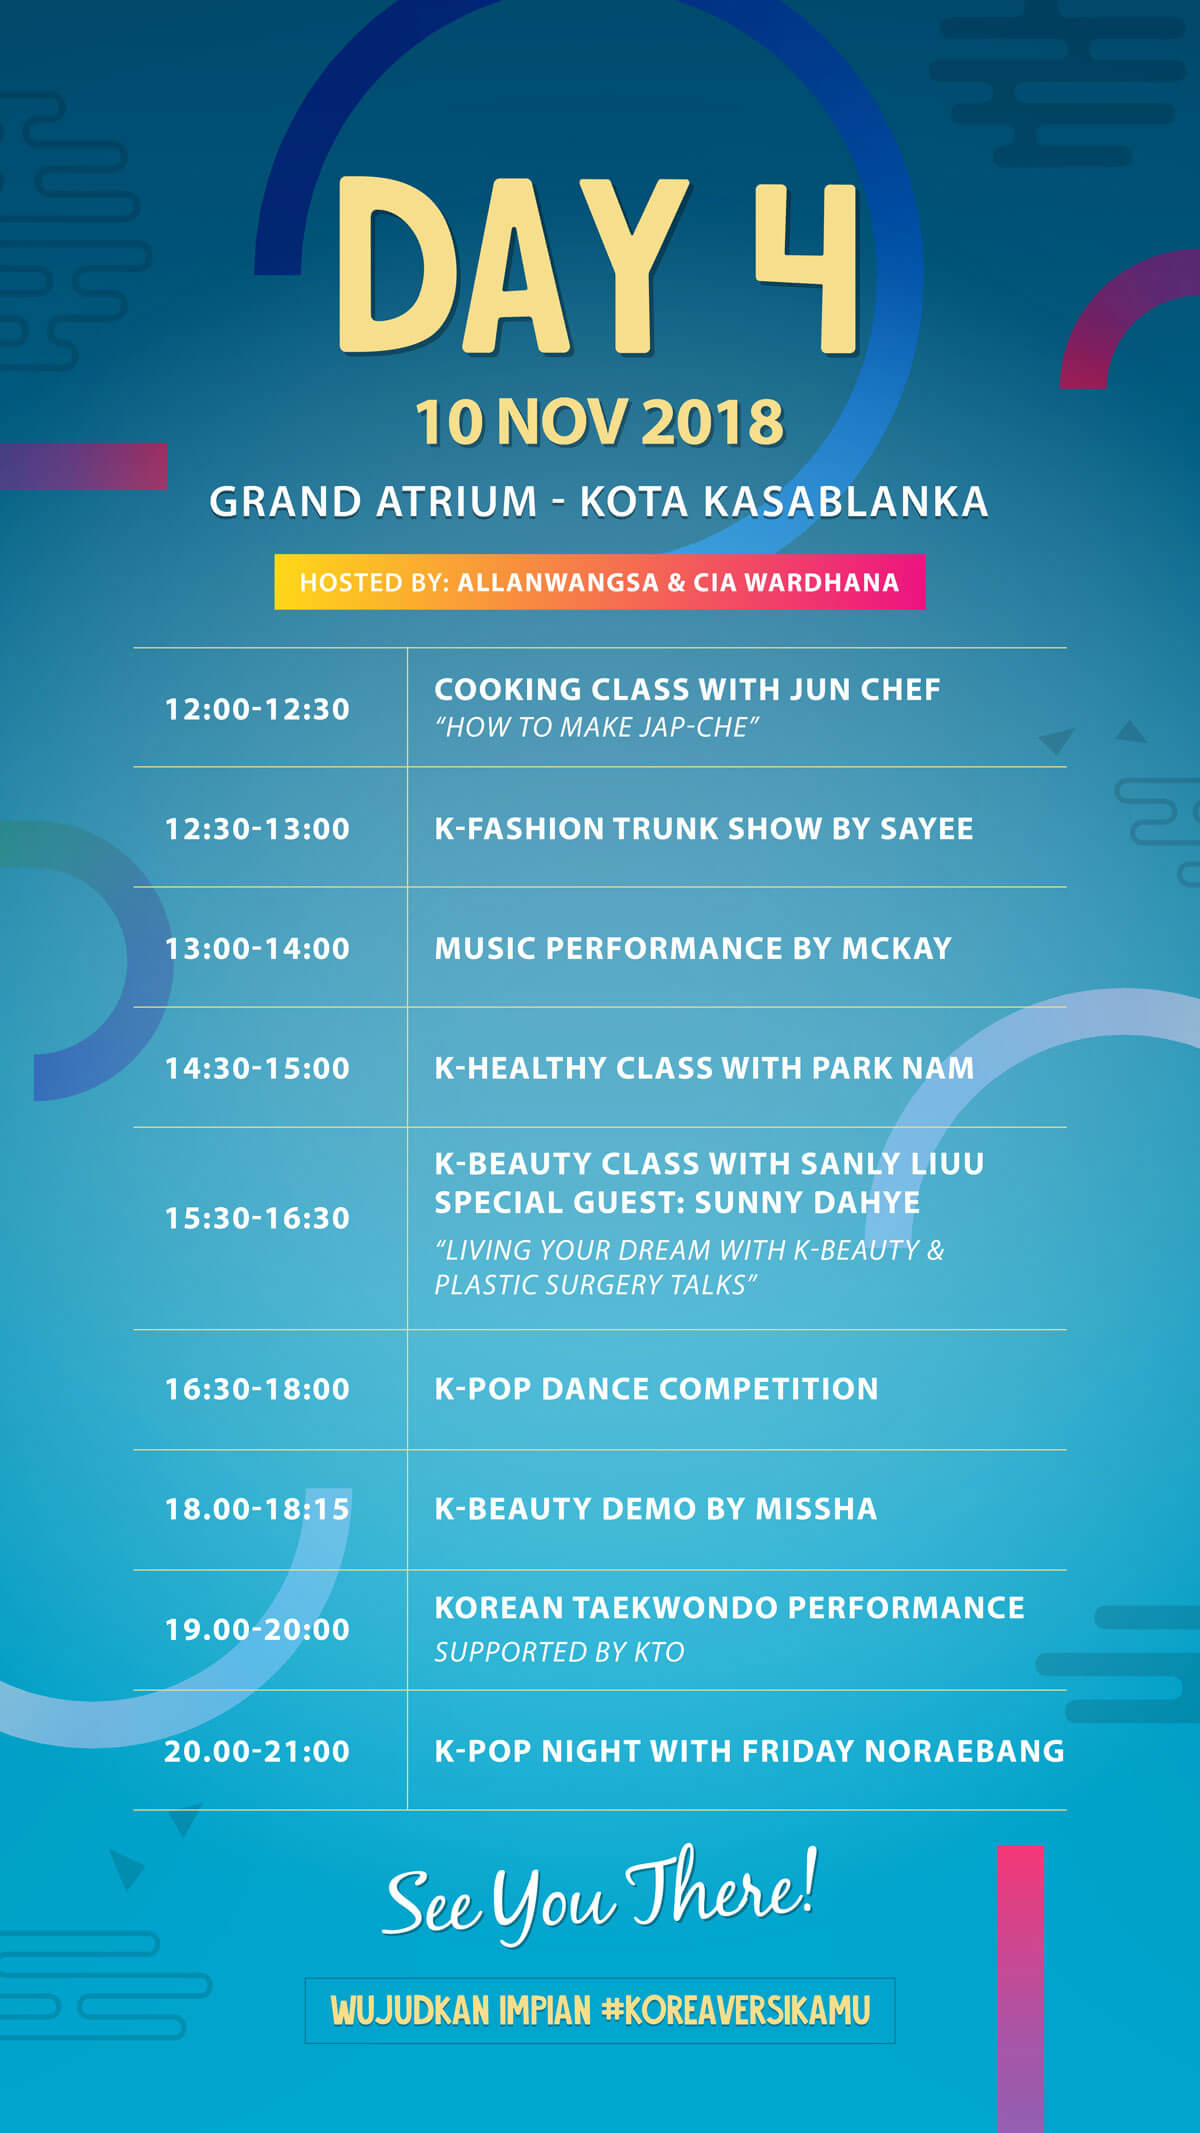 DAY 4
10 NOV 2018
GRAND ATRIUM - KOTA KASABLANKA
HOSTED BY: ALLANWANGSA & CIA WARDHANA
12:00-12:30
COOKING CLASS WITH JUN CHEF
“HOW TO MAKE JAP-CHE”
12:30-13:00
K-FASHION TRUNK SHOW BY SAYEE
13:00-14:00
MUSIC PERFORMANCE BY MCKAY
14:30-15:00
K-HEALTHY CLASS WITH PARK NAM
15:30-16:30
K-BEAUTY CLASS WITH SANLY LIUU
SPECIAL GUEST: SUNNY DAHYE
“LIVING YOUR DREAM WITH K-BEAUTY &
PLASTIC SURGERY TALKS”
16:30-18:00
K-POP DANCE COMPETITION
18.00-18:15
K-BEAUTY DEMO BY MISSHA
19.00-20:00
KOREAN TAEKWONDO PERFORMANCE
SUPPORTED BY KTO
20.00-21:00
K-POP NIGHT WITH FRIDAY NORAEBANG
See You There!
WUJUDKAN IMPIAN #KOREAVERSIKAMU